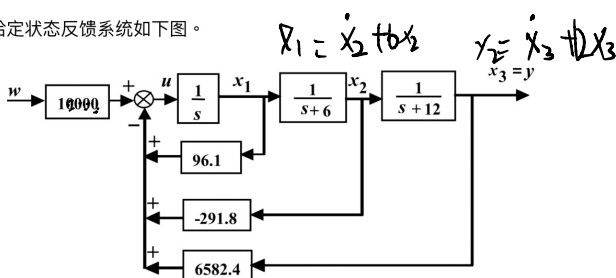 给定状态反馈系统如下图。
x₁ = ẋ₂ + 6x₂
x₂ = ẋ₃ + 12x₃
w
+
u
1/s
x₁
1/(s+6)
x₂
1/(s+12)
x₃ = y
−
+
96.1
+
-291.8
+
6582.4